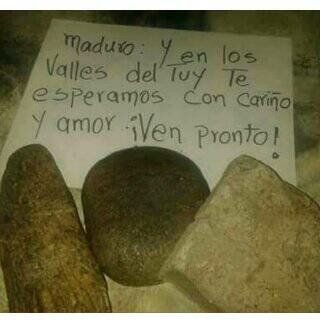 Maduro: Y en los
Valles del Tuy Te
esperamos con cariño
y amor ¡Ven pronto!